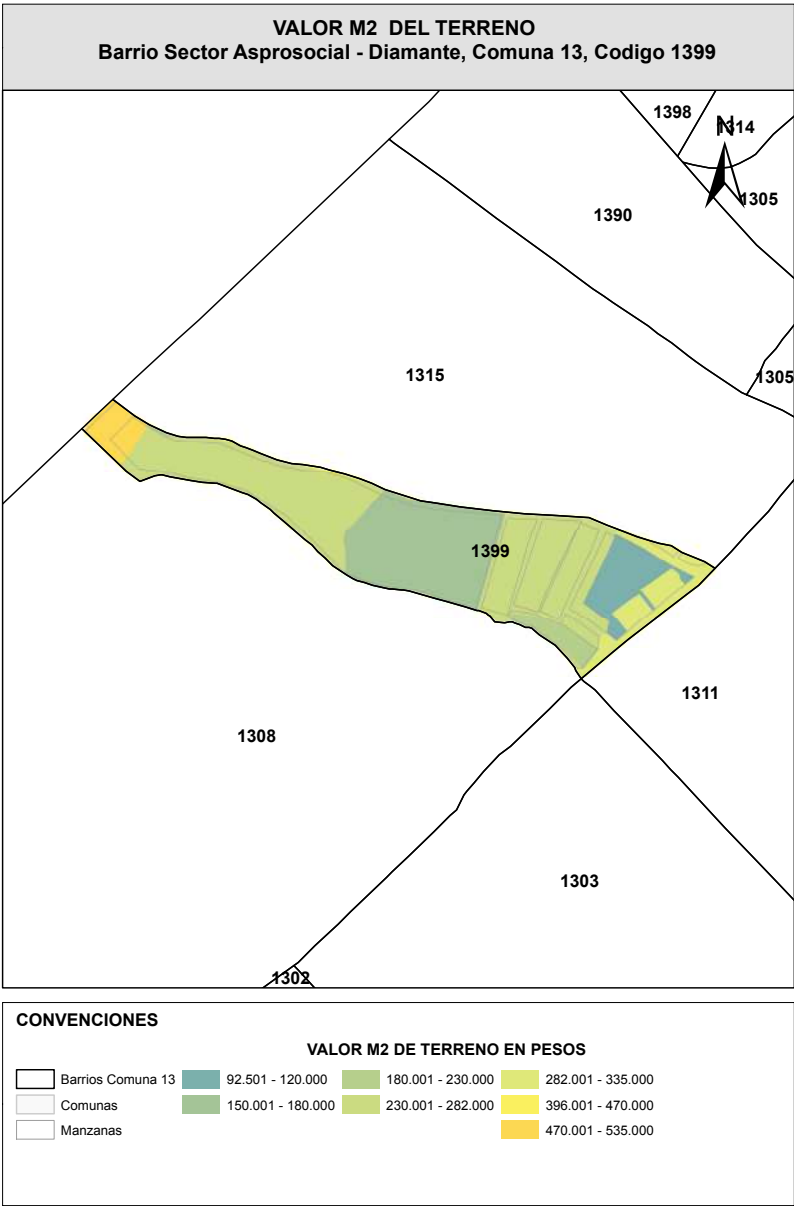 VALOR M2 DEL TERRENO
Barrio Sector Asprosocial - Diamante, Comuna 13, Codigo 1399
1398
N
1314
1305
1390
1315
1305
1399
1311
1308
1303
1302
CONVENCIONES
VALOR M2 DE TERRENO EN PESOS
Barrios Comuna 13 92.501 - 120.000 180.001 - 230.000 282.001 - 335.000
Comunas 150.001 - 180.000 230.001 - 282.000 396.001 - 470.000
Manzanas 470.001 - 535.000